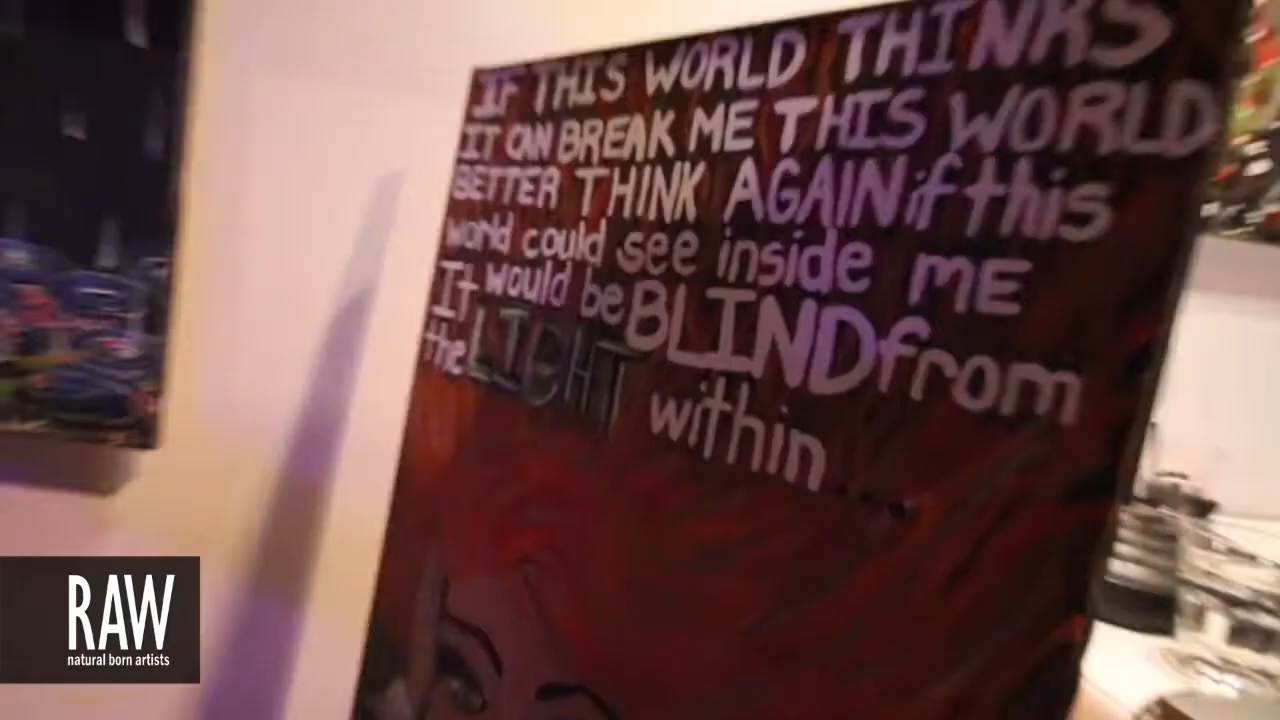 IF THIS WORLD THINKS
IT CAN BREAK ME THIS WORLD
BETTER THINK AGAIN if this
world could see inside ME
It would be BLIND from
the LIGHT within....
RAW
natural born artists